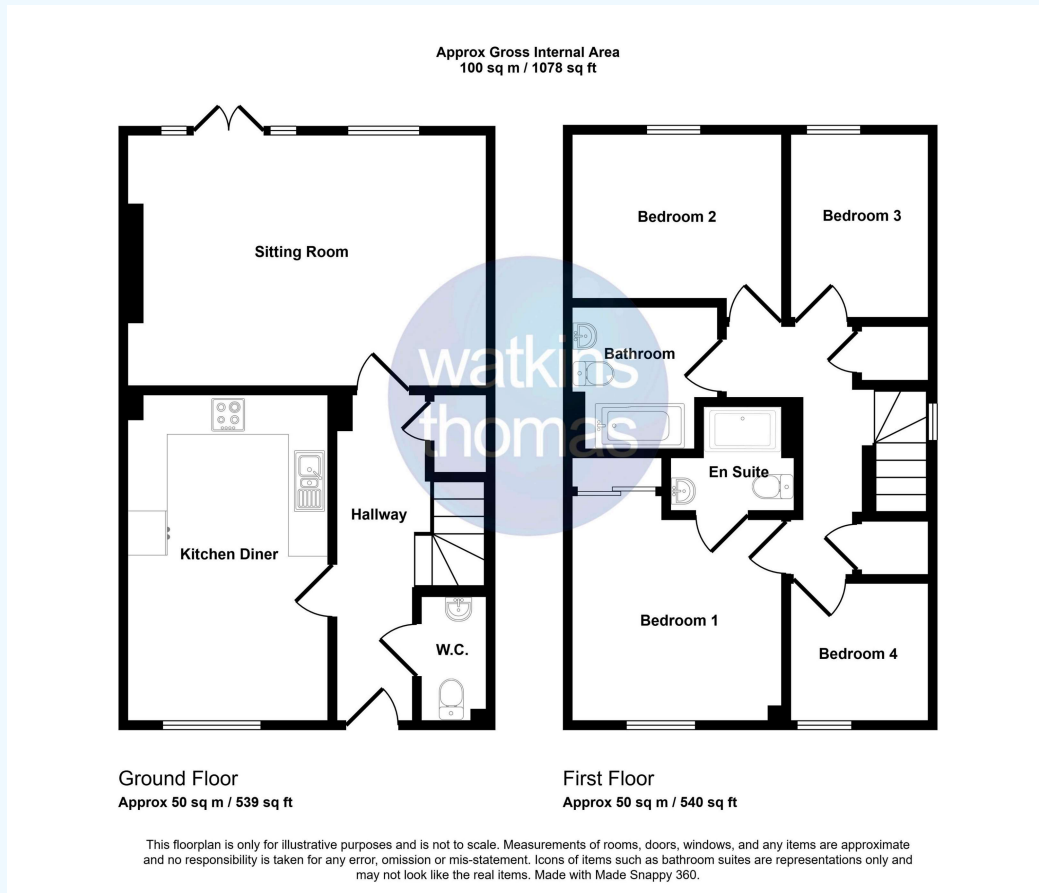 Approx Gross Internal Area
100 sq m / 1078 sq ft
Sitting Room
Bedroom 2
Bedroom 3
Bathroom
watkins
thomas
En Suite
Hallway
Kitchen Diner
Bedroom 1
W.C.
Bedroom 4
Ground Floor
Approx 50 sq m / 539 sq ft
First Floor
Approx 50 sq m / 540 sq ft
This floorplan is only for illustrative purposes and is not to scale. Measurements of rooms, doors, windows, and any items are approximate
and no responsibility is taken for any error, omission or mis-statement. Icons of items such as bathroom suites are representations only and
may not look like the real items. Made with Made Snappy 360.